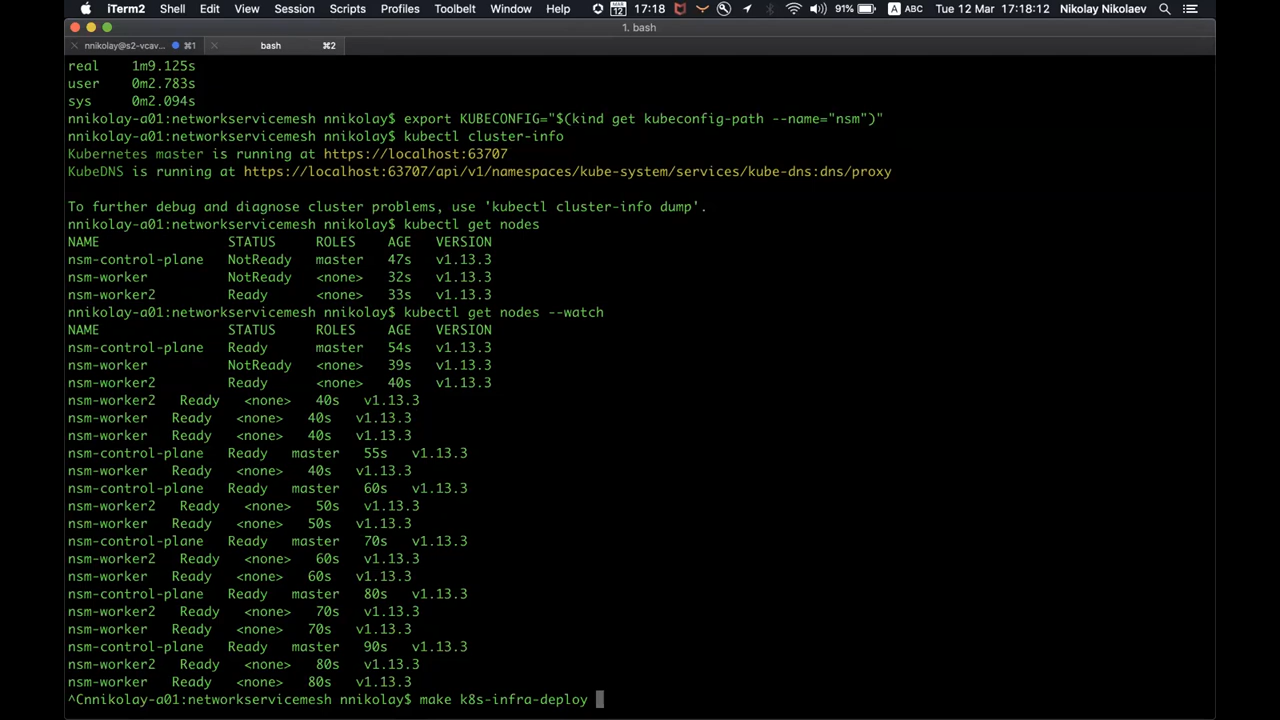 iTerm2 Shell Edit View Session Scripts Profiles Toolbelt Window Help 17:18 91% A ABC Tue 12 Mar 17:18:12 Nikolay Nikolaev
1. bash
nnikolay@s2-vcav... ⌘1 bash ⌘2
real 1m9.125s
user 0m2.783s
sys 0m2.094s
nnikolay-a01:networkservicemesh nnikolay$ export KUBECONFIG="$(kind get kubeconfig-path --name="nsm")"
nnikolay-a01:networkservicemesh nnikolay$ kubectl cluster-info
Kubernetes master is running at https://localhost:63707
KubeDNS is running at https://localhost:63707/api/v1/namespaces/kube-system/services/kube-dns:dns/proxy
To further debug and diagnose cluster problems, use 'kubectl cluster-info dump'.
nnikolay-a01:networkservicemesh nnikolay$ kubectl get nodes
NAME STATUS ROLES AGE VERSION
nsm-control-plane NotReady master 47s v1.13.3
nsm-worker NotReady <none> 32s v1.13.3
nsm-worker2 Ready <none> 33s v1.13.3
nnikolay-a01:networkservicemesh nnikolay$ kubectl get nodes --watch
NAME STATUS ROLES AGE VERSION
nsm-control-plane Ready master 54s v1.13.3
nsm-worker NotReady <none> 39s v1.13.3
nsm-worker2 Ready <none> 40s v1.13.3
nsm-worker2 Ready <none> 40s v1.13.3
nsm-worker Ready <none> 40s v1.13.3
nsm-worker Ready <none> 40s v1.13.3
nsm-control-plane Ready master 55s v1.13.3
nsm-worker Ready <none> 40s v1.13.3
nsm-control-plane Ready master 60s v1.13.3
nsm-worker2 Ready <none> 50s v1.13.3
nsm-worker Ready <none> 50s v1.13.3
nsm-control-plane Ready master 70s v1.13.3
nsm-worker2 Ready <none> 60s v1.13.3
nsm-worker Ready <none> 60s v1.13.3
nsm-control-plane Ready master 80s v1.13.3
nsm-worker2 Ready <none> 70s v1.13.3
nsm-worker Ready <none> 70s v1.13.3
nsm-control-plane Ready master 90s v1.13.3
nsm-worker2 Ready <none> 80s v1.13.3
nsm-worker Ready <none> 80s v1.13.3
^Cnnikolay-a01:networkservicemesh nnikolay$ make k8s-infra-deploy